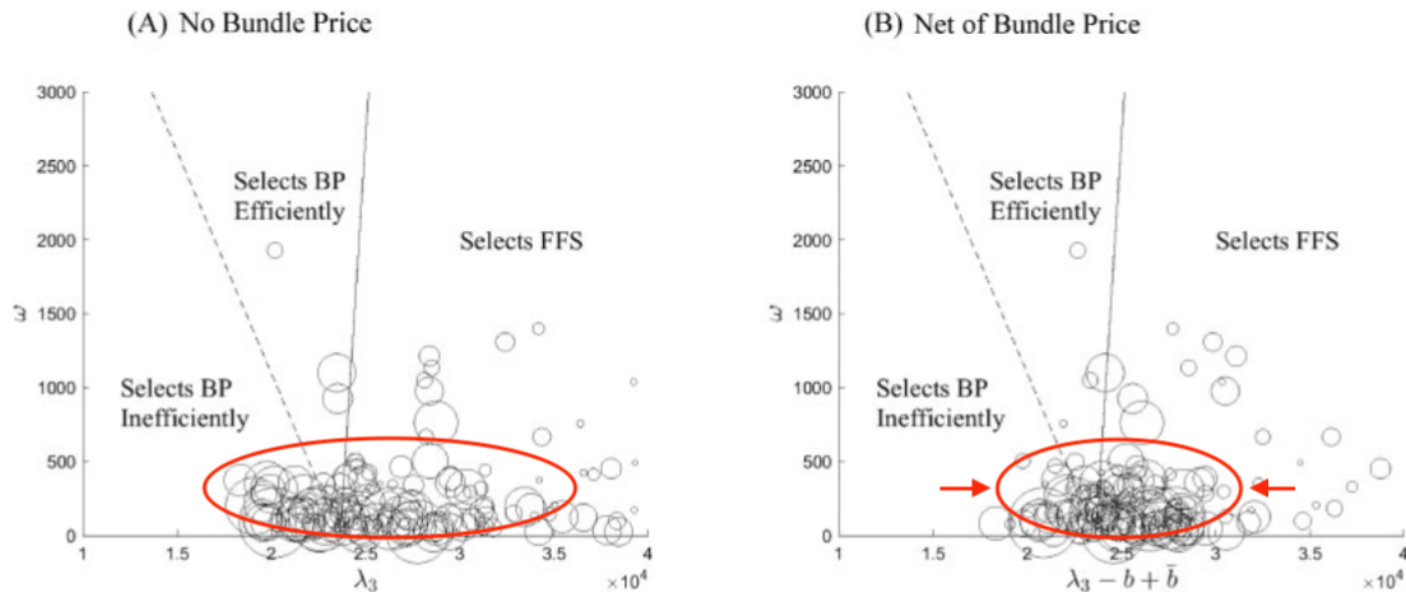 (A) No Bundle Price
3000
2500
2000
1500
1000
500
0
ω
Selects BP
Efficiently
Selects FFS
Selects BP
Inefficiently
1
1.5
2
2.5
3
3.5
4
λ₃
×10⁴
(B) Net of Bundle Price
3000
2500
2000
1500
1000
500
0
ω
Selects BP
Efficiently
Selects FFS
Selects BP
Inefficiently
1
1.5
2
2.5
3
3.5
4
λ₃ − b + b̄
×10⁴